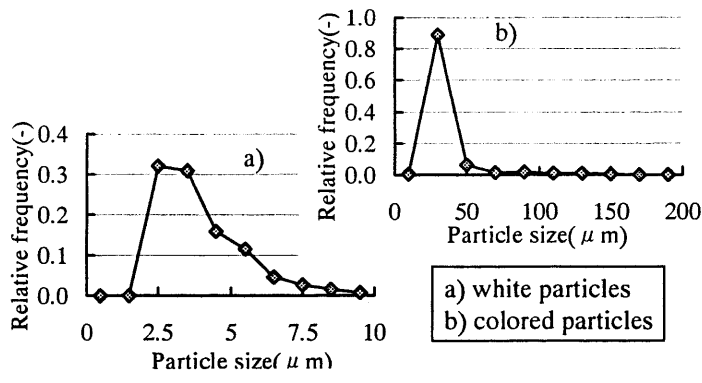 Relative frequency(-)
1.0
0.8
0.6
0.4
0.2
0.0
b)
0
50
100
150
200
Particle size( μ m)
Relative frequency(-)
0.4
0.3
0.2
0.1
0.0
a)
0
2.5
5
7.5
10
Particle size( μ m)
a) white particles
b) colored particles